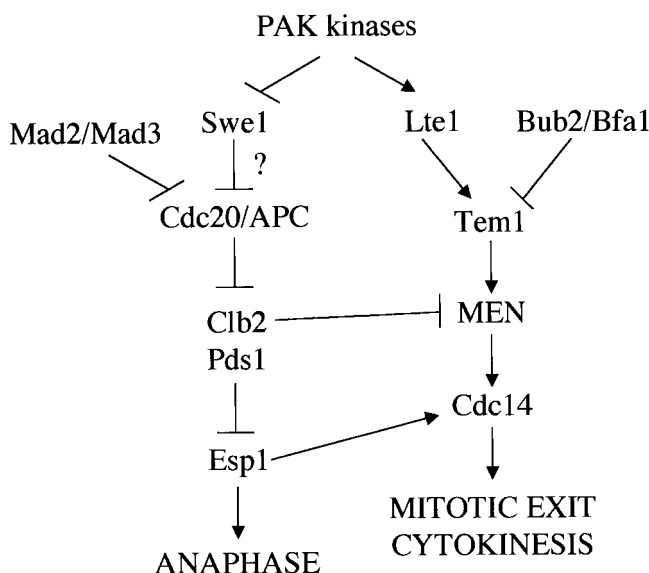 PAK kinases
Mad2/Mad3
Swe1
Lte1
Bub2/Bfa1
?
Cdc20/APC
Tem1
Clb2
MEN
Pds1
Cdc14
Esp1
MITOTIC EXIT
CYTOKINESIS
ANAPHASE